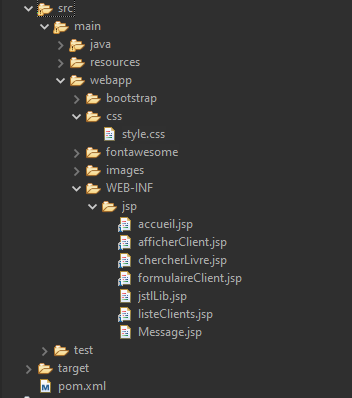 src
main
java
resources
webapp
bootstrap
css
style.css
fontawesome
images
WEB-INF
jsp
accueil.jsp
afficherClient.jsp
chercherLivre.jsp
formulaireClient.jsp
jstlLib.jsp
listeClients.jsp
Message.jsp
test
target
pom.xml